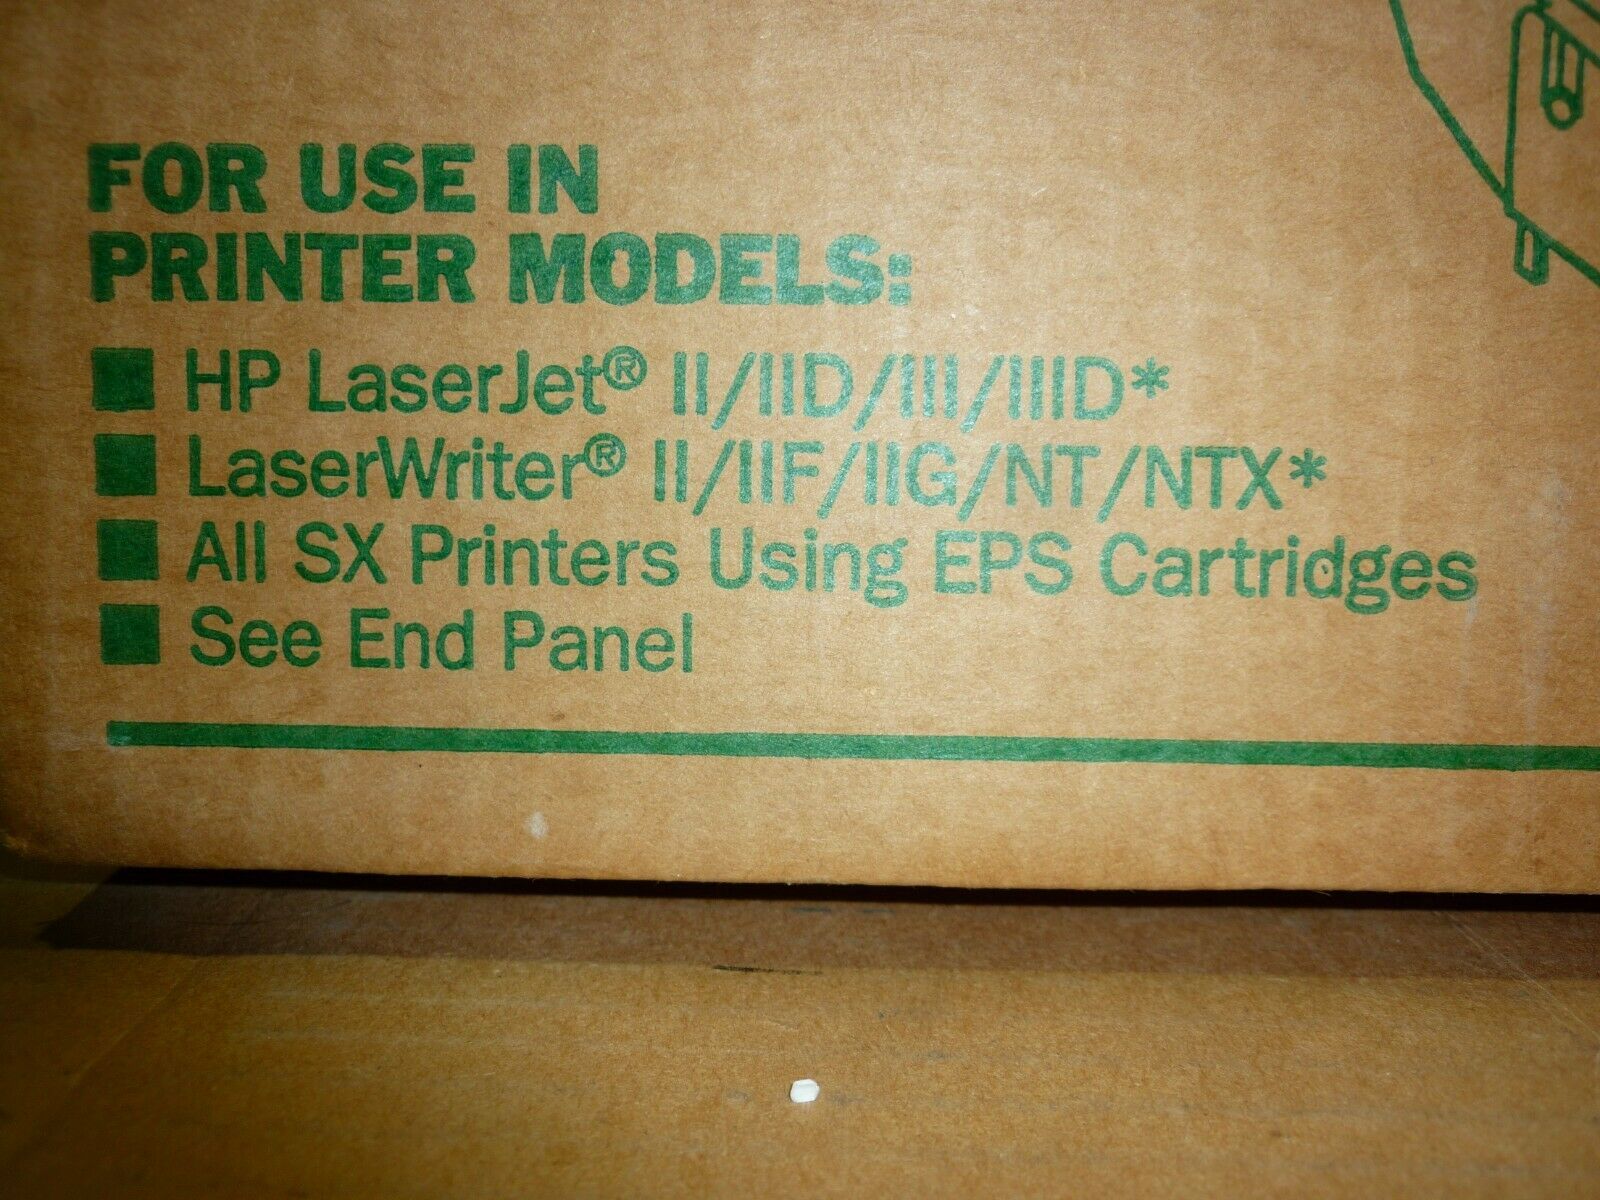 FOR USE IN
PRINTER MODELS:
■ HP LaserJet® II/IID/III/IIID*
■ LaserWriter® II/IIF/IIG/NT/NTX*
■ All SX Printers Using EPS Cartridges
■ See End Panel